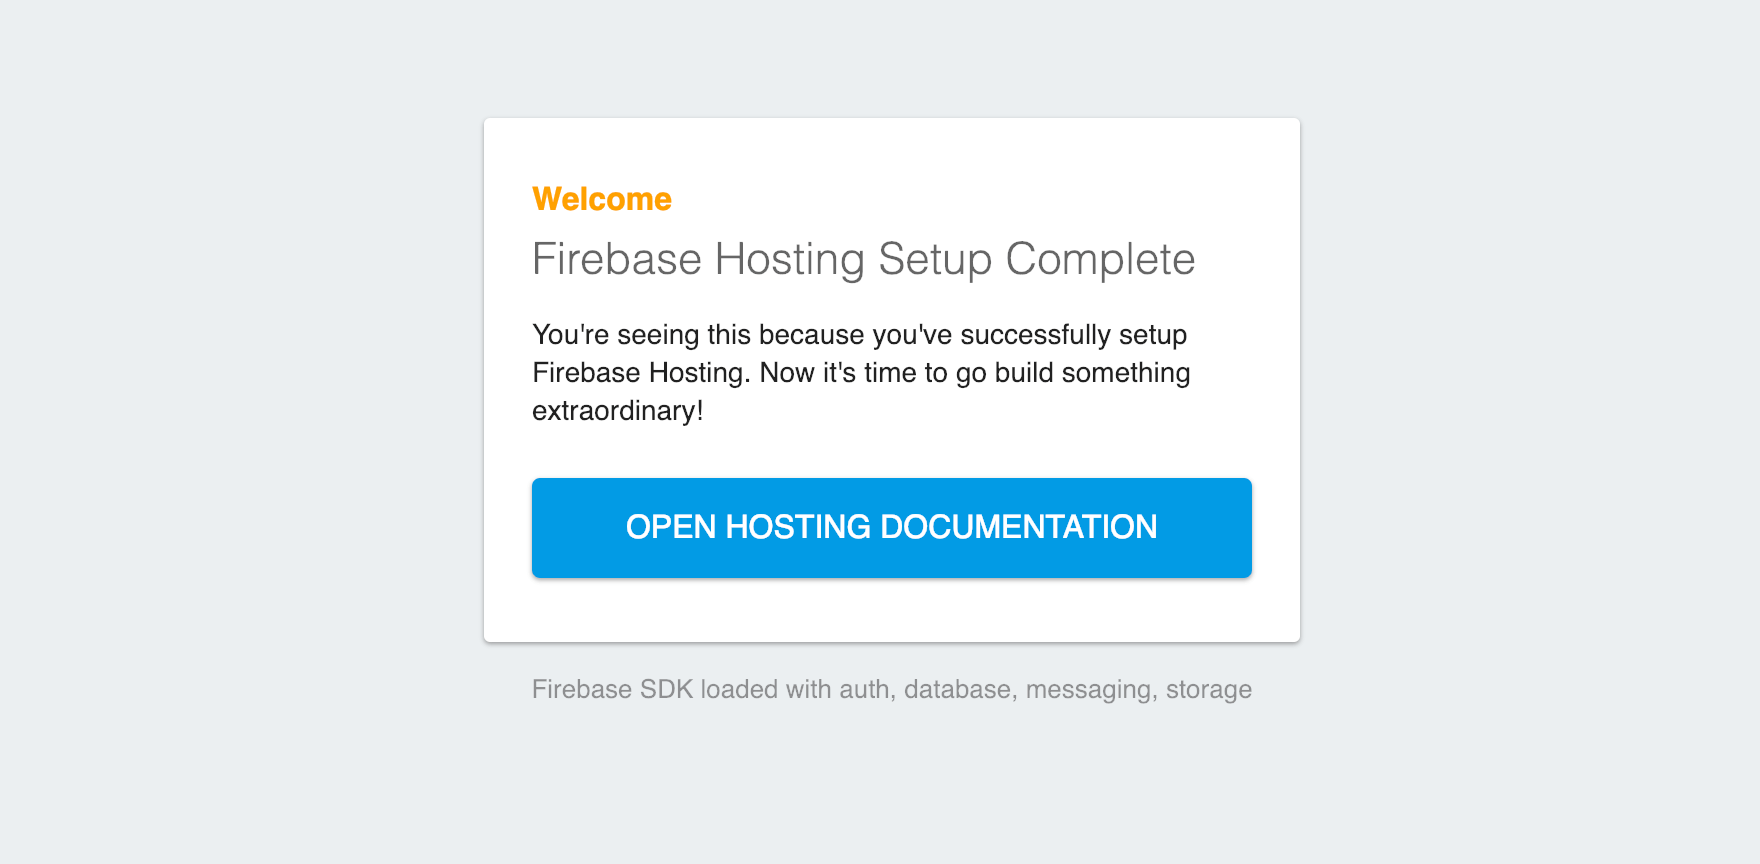 Welcome
Firebase Hosting Setup Complete
You're seeing this because you've successfully setup
Firebase Hosting. Now it's time to go build something
extraordinary!
OPEN HOSTING DOCUMENTATION
Firebase SDK loaded with auth, database, messaging, storage